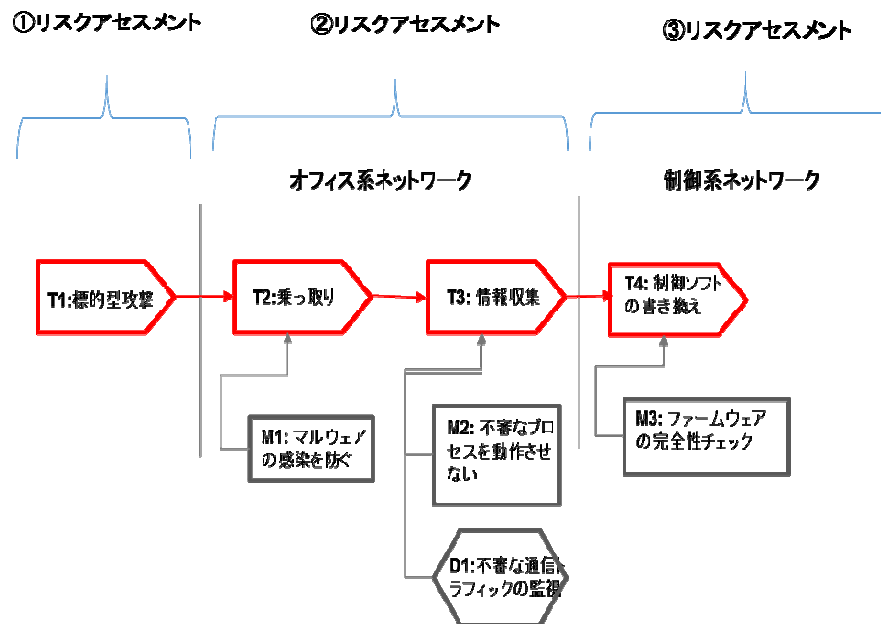 ①リスクアセスメント
②リスクアセスメント
③リスクアセスメント
オフィス系ネットワーク
制御系ネットワーク
T1:標的型攻撃
T2:乗っ取り
T3: 情報収集
T4: 制御ソフト
の書き換え
M1: マルウェア
の感染を防ぐ
M2: 不審なプロ
セスを動作させ
ない
M3: ファームウェア
の完全性チェック
D1:不審な通信ト
ラフィックの監視